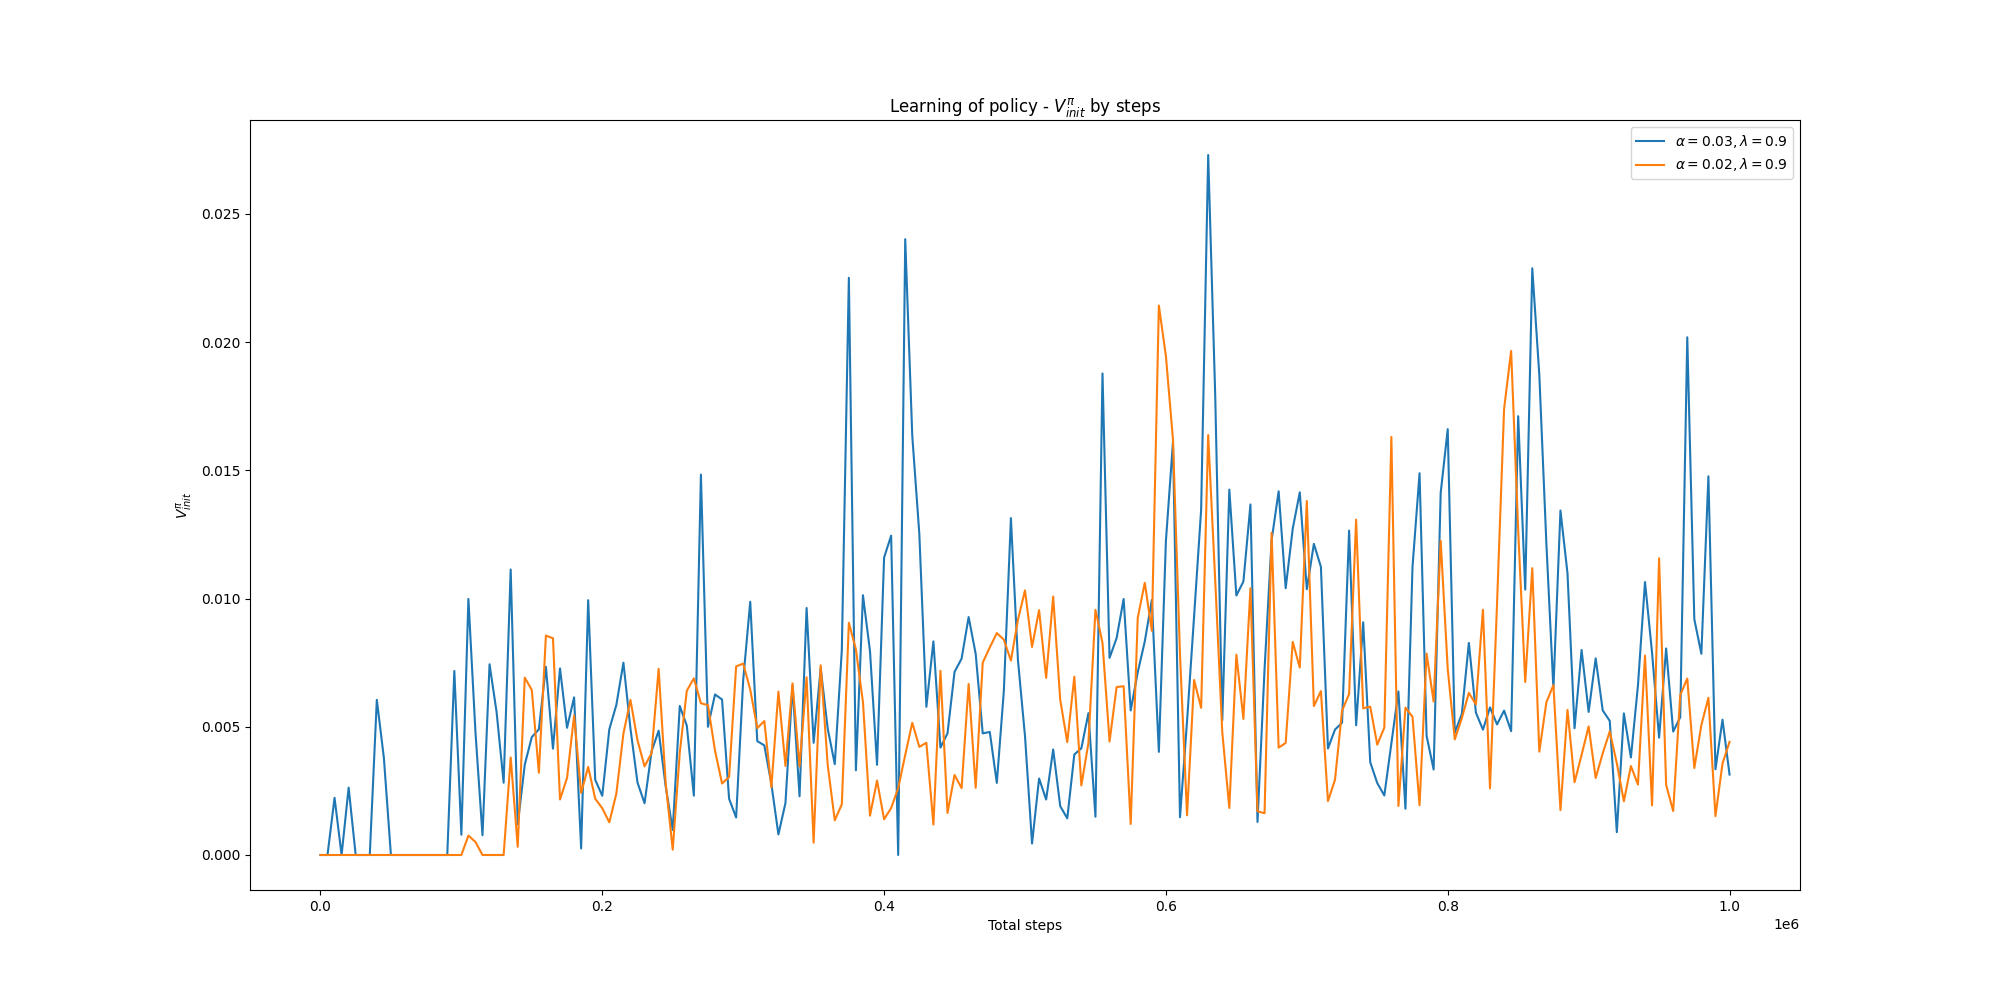 Learning of policy - $V_{init}^{\pi}$ by steps
α = 0.03, λ = 0.9
α = 0.02, λ = 0.9
0.025
0.020
0.015
$V_{init}^{\pi}$
0.010
0.005
0.000
0.0 0.2 0.4 0.6 0.8 1.0
Total steps
1e6